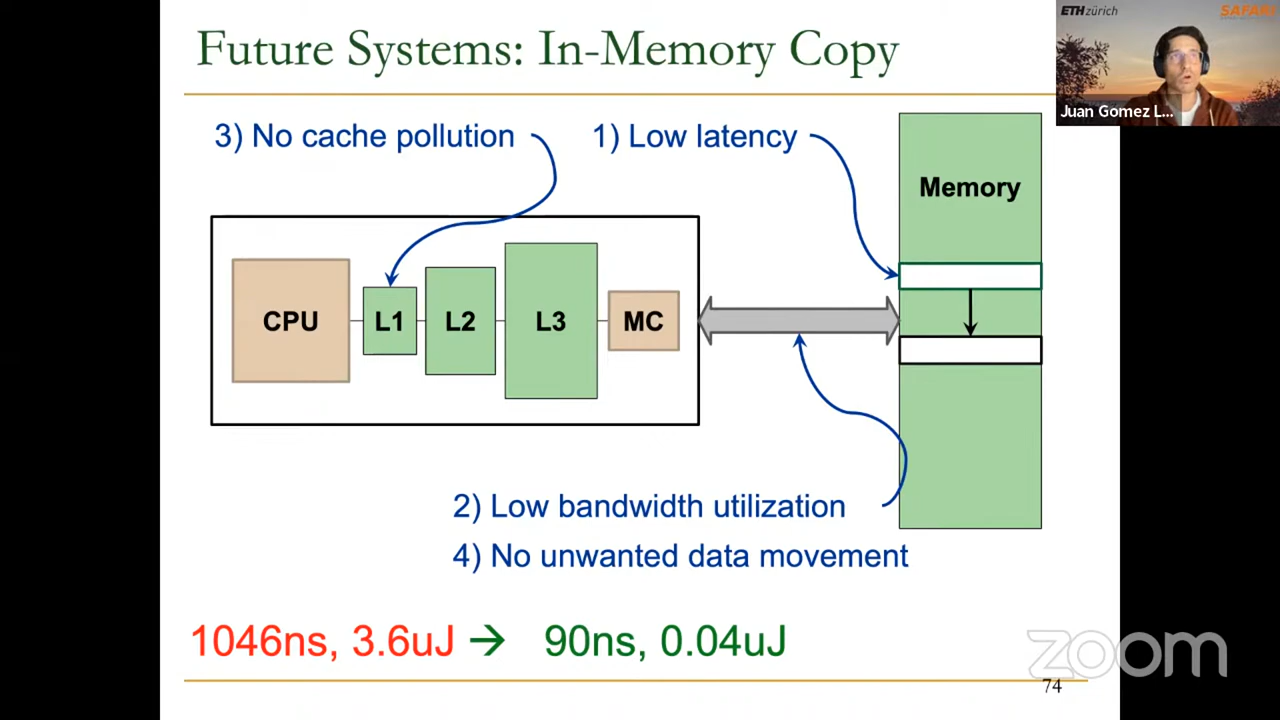 Future Systems: In-Memory Copy
ETH zürich
SAFARI
Juan Gomez L...
3) No cache pollution
1) Low latency
Memory
CPU
L1
L2
L3
MC
2) Low bandwidth utilization
4) No unwanted data movement
1046ns, 3.6uJ → 90ns, 0.04uJ
zoom
74